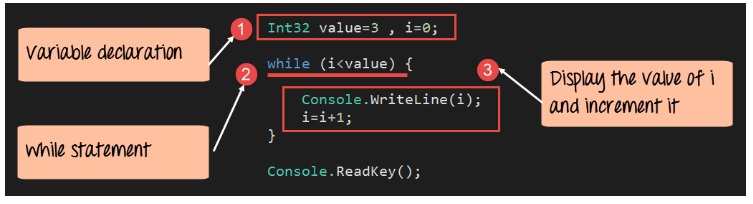 Variable declaration
1
Int32 value=3 , i=0;
2
while (i<value) {
3
Display the value of i
and increment it
Console.WriteLine(i);
i=i+1;
While statement
}
Console.ReadKey();